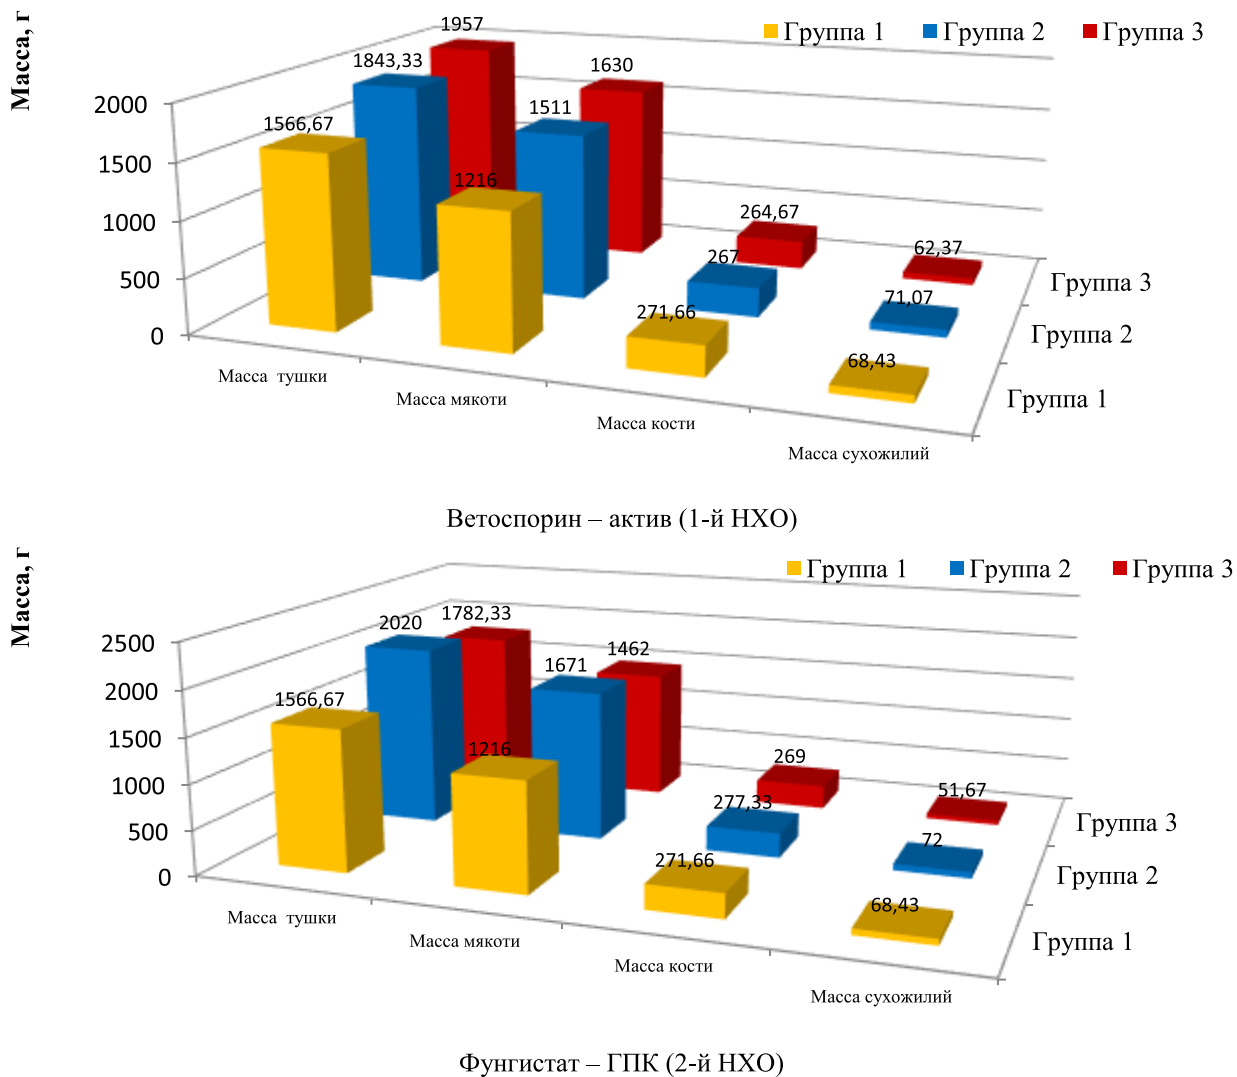 Масса, г
Группа 1 Группа 2 Группа 3
1957
1843,33
1630
2000
1566,67
1511
1500
1216
1000
264,67
267
62,37
500
271,66
71,07
Группа 3
0
68,43
Группа 2
Масса тушки
Масса мякоти
Группа 1
Масса кости
Масса сухожилий
Ветоспорин – актив (1-й НХО)
Масса, г
Группа 1 Группа 2 Группа 3
2020
1782,33
2500
1671
1462
2000
1566,67
1500
1216
269
1000
277,33
51,67
500
271,66
72
Группа 3
0
68,43
Группа 2
Масса тушки
Масса мякоти
Группа 1
Масса кости
Масса сухожилий
Фунгистат – ГПК (2-й НХО)